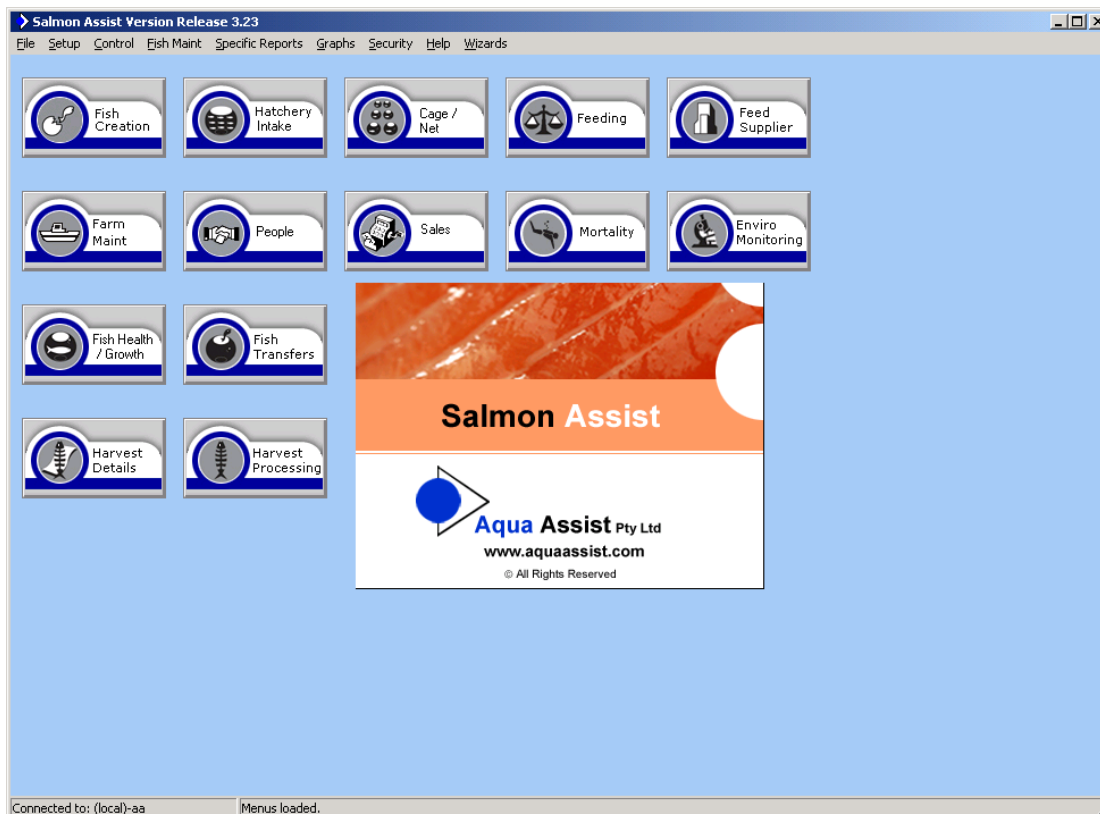 Salmon Assist Version Release 3.23
File Setup Control Fish Maint Specific Reports Graphs Security Help Wizards
Fish
Creation
Hatchery
Intake
Cage /
Net
Feeding
Feed
Supplier
Farm
Maint
People
Sales
Mortality
Enviro
Monitoring
Fish Health
/ Growth
Fish
Transfers
Harvest
Details
Harvest
Processing
Salmon Assist
Aqua Assist Pty Ltd
www.aquaassist.com
© All Rights Reserved
Connected to: (local)-aa
Menus loaded.